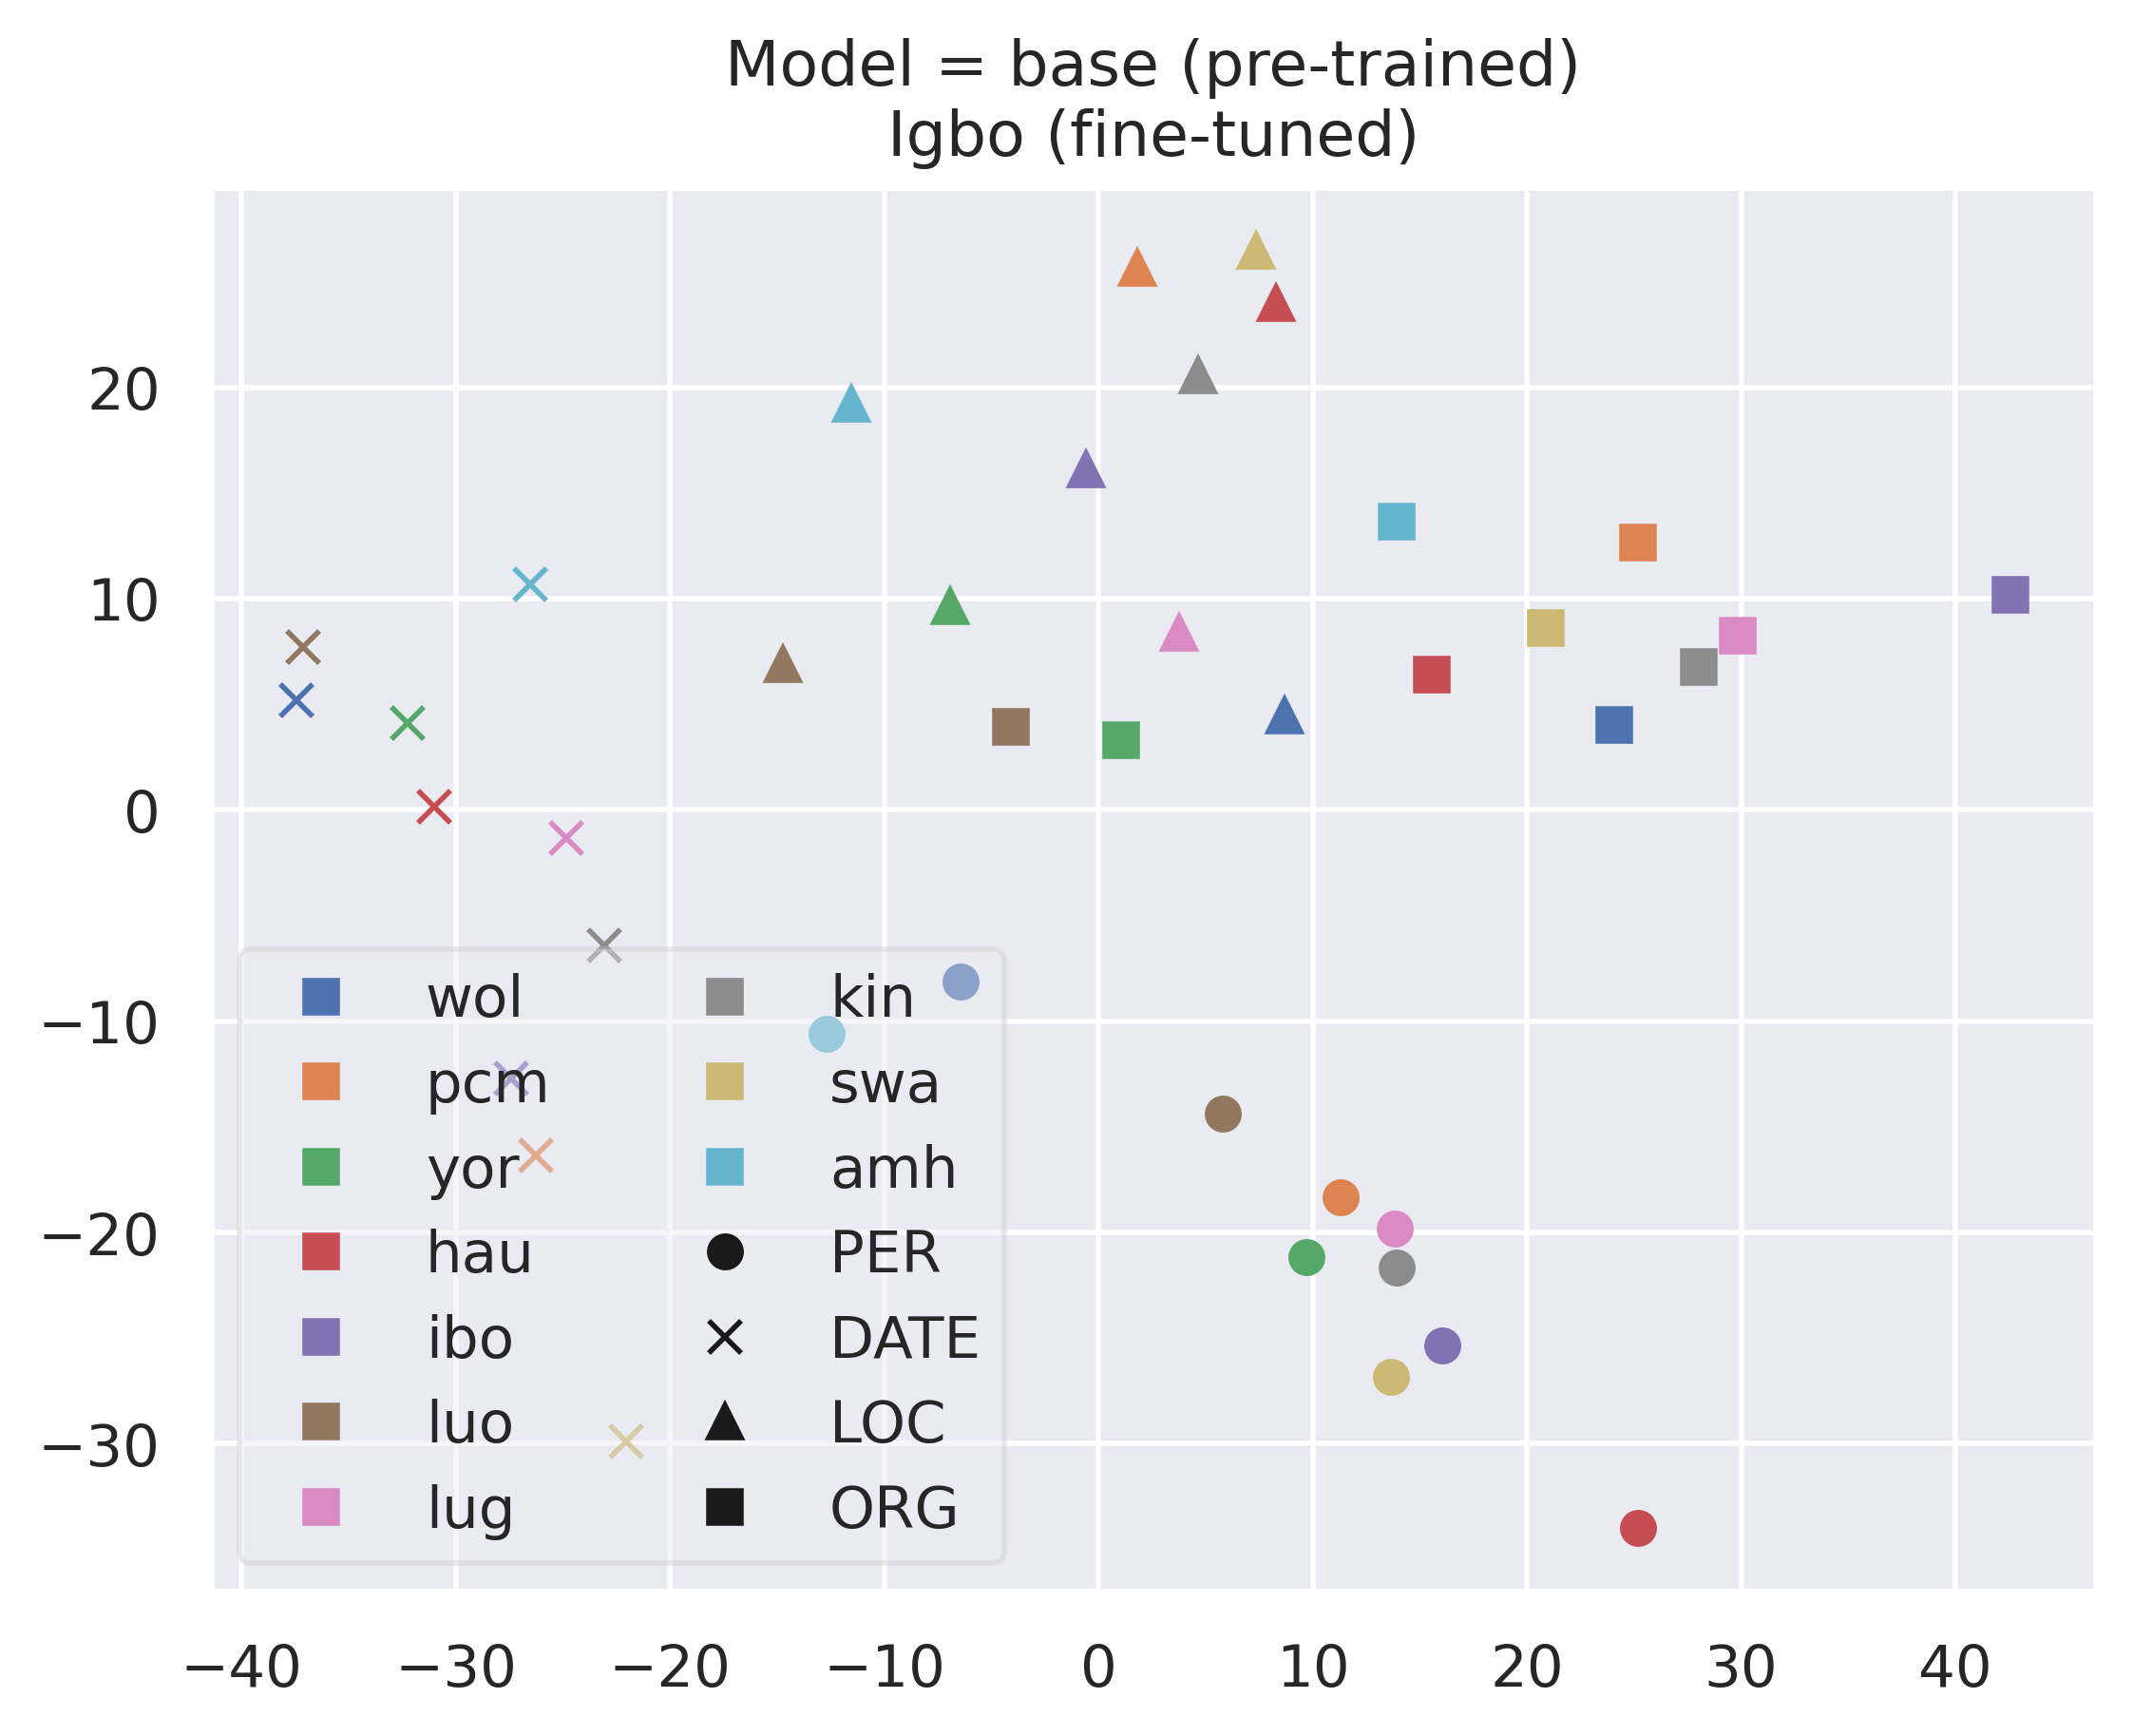 Model = base (pre-trained)
Igbo (fine-tuned)
20
10
0
−10
−20
−30
wol
pcm
yor
hau
ibo
luo
lug
kin
swa
amh
PER
DATE
LOC
ORG
−40 −30 −20 −10 0 10 20 30 40